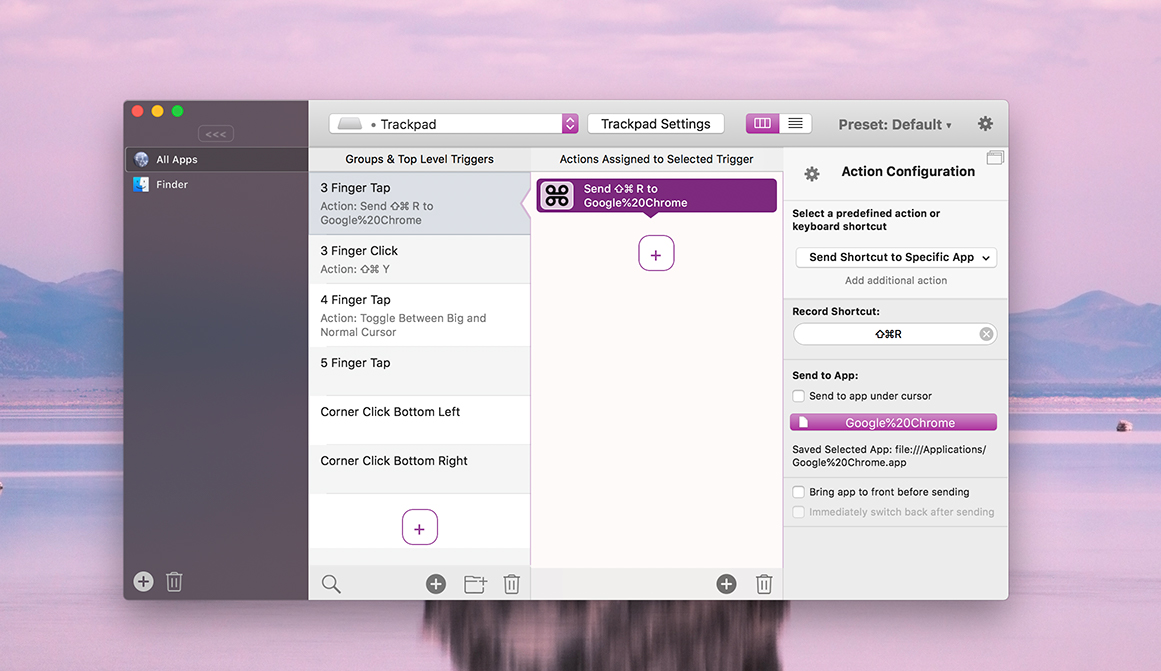 <<<
All Apps
Finder
• Trackpad
Trackpad Settings
Preset: Default ▾
Groups & Top Level Triggers
3 Finger Tap
Action: Send ⇧⌘ R to
Google%20Chrome
3 Finger Click
Action: ⇧⌘ Y
4 Finger Tap
Action: Toggle Between Big and
Normal Cursor
5 Finger Tap
Corner Click Bottom Left
Corner Click Bottom Right
+
Actions Assigned to Selected Trigger
⌘
Send ⇧⌘ R to
Google%20Chrome
+
Action Configuration
Select a predefined action or
keyboard shortcut
Send Shortcut to Specific App
Add additional action
Record Shortcut:
⇧⌘R
Send to App:
Send to app under cursor
Google%20Chrome
Saved Selected App: file:///Applications/
Google%20Chrome.app
Bring app to front before sending
Immediately switch back after sending